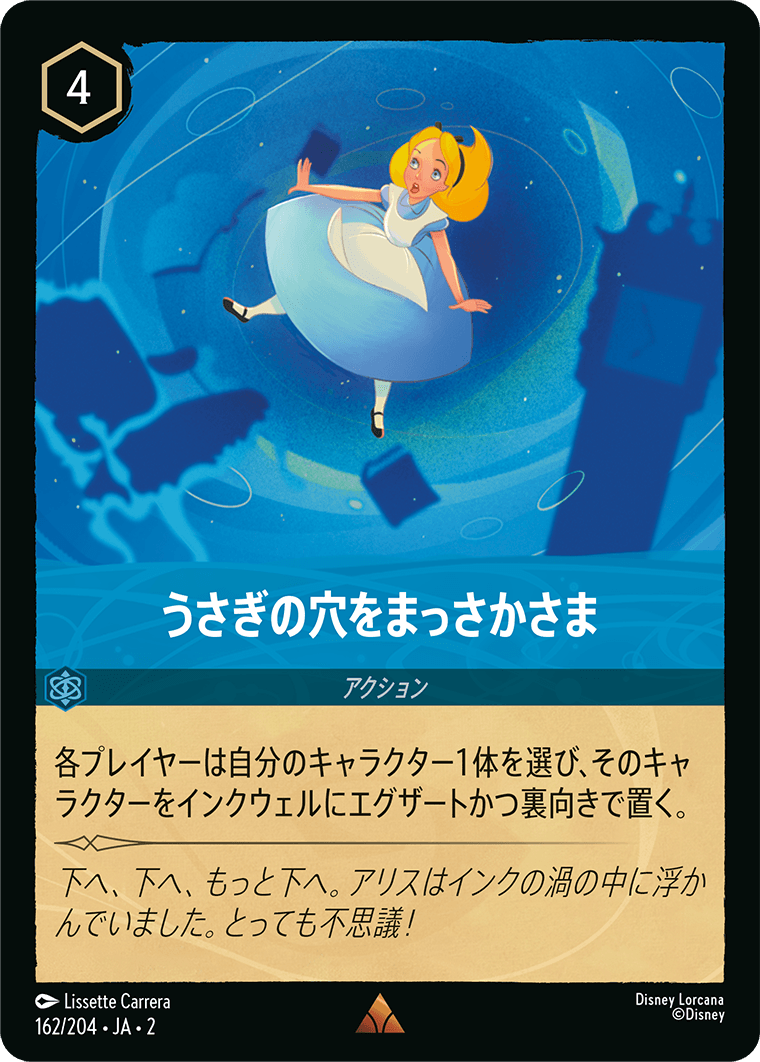 4
うさぎの穴をまっさかさま
アクション
各プレイヤーは自分のキャラクター1体を選び、そのキャ
ラクターをインクウェルにエグザートかつ裏向きで置く。
下へ、下へ、もっと下へ。アリスはインクの渦の中に浮か
んでいました。とっても不思議!
Lissette Carrera
162/204・JA・2
Disney Lorcana
©Disney